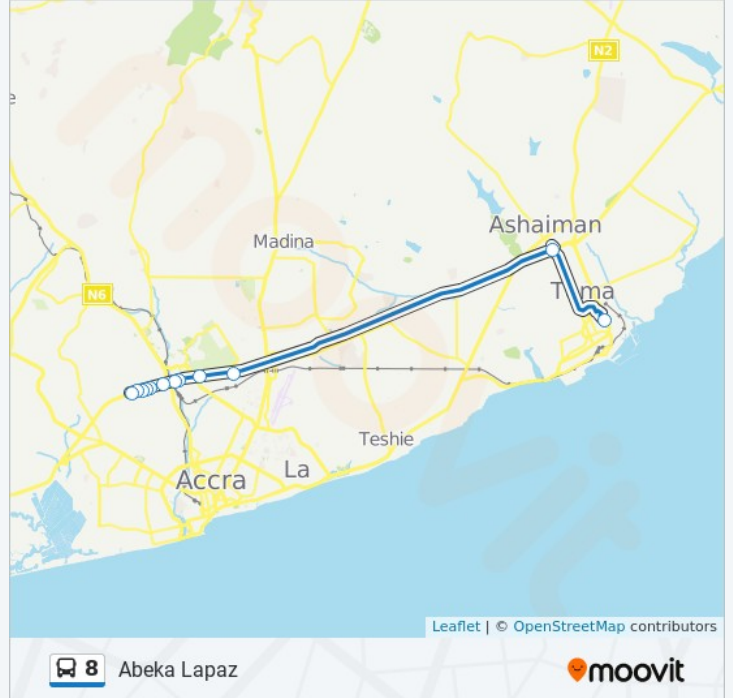 N2
e
Ashaiman
Madina
Tema
N6
Teshie
La
Accra
Leaflet | © OpenStreetMap contributors
8 Abeka Lapaz
moovit